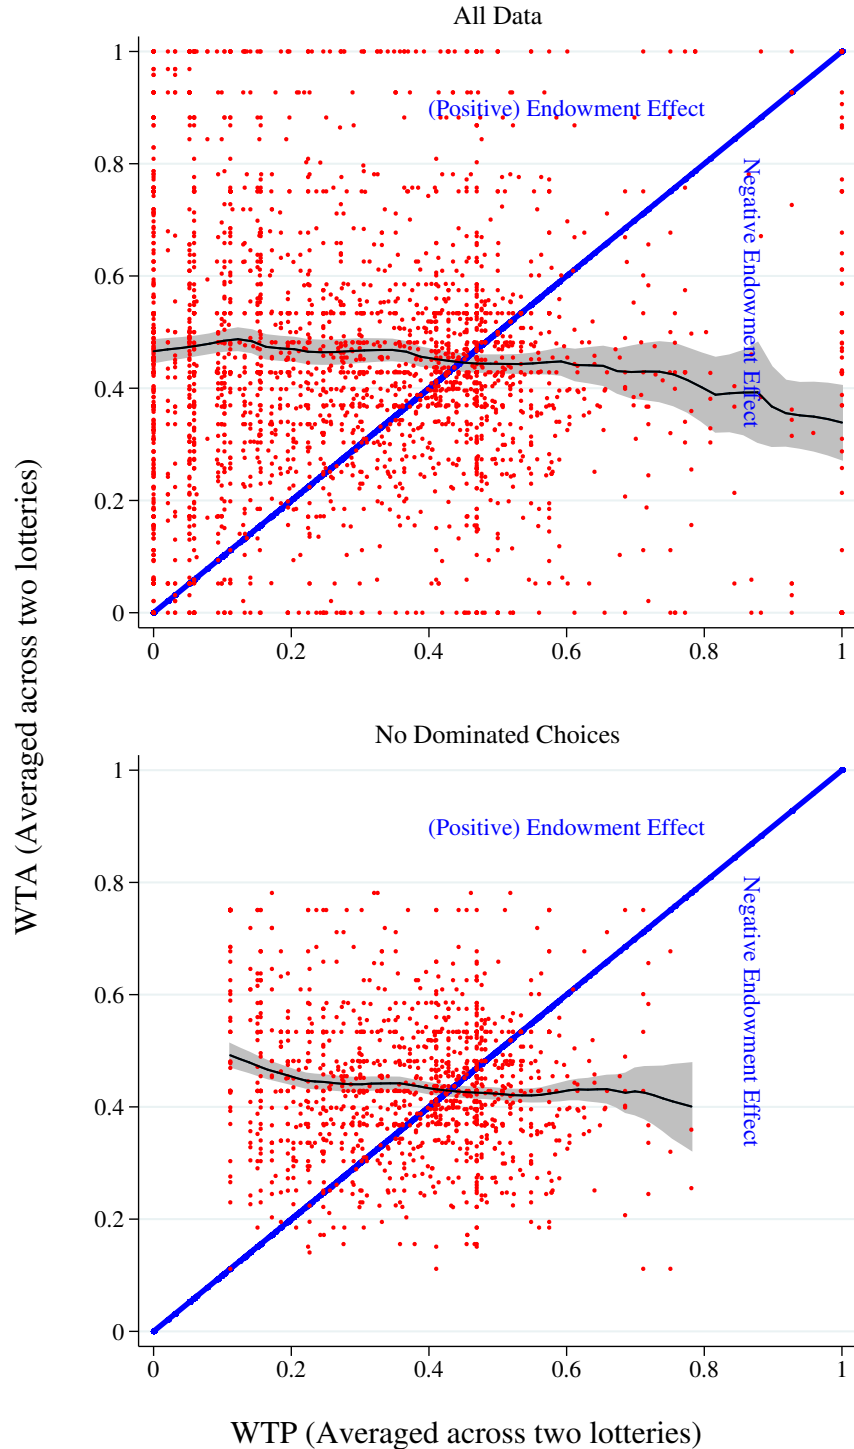 All Data
1
0.8
0.6
0.4
0.2
0
0 0.2 0.4 0.6 0.8 1
(Positive) Endowment Effect
Negative Endowment Effect
No Dominated Choices
1
0.8
0.6
0.4
0.2
0
0 0.2 0.4 0.6 0.8 1
(Positive) Endowment Effect
Negative Endowment Effect
WTA (Averaged across two lotteries)
WTP (Averaged across two lotteries)